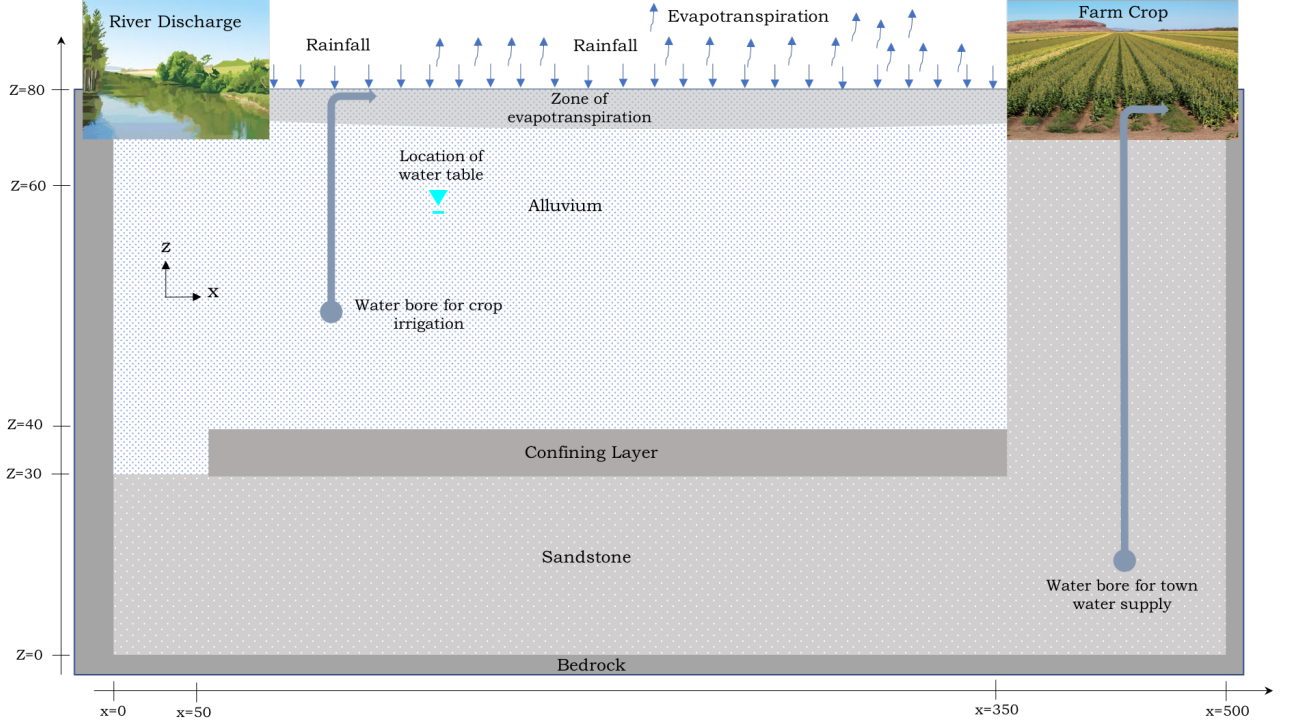 River Discharge
Evapotranspiration
Farm Crop
Rainfall
Rainfall
Z=80
Zone of
evapotranspiration
Location of
water table
Z=60
Alluvium
z
x
Water bore for crop
irrigation
Z=40
Confining Layer
Z=30
Sandstone
Water bore for town
water supply
Z=0
Bedrock
x=0
x=50
x=350
x=500